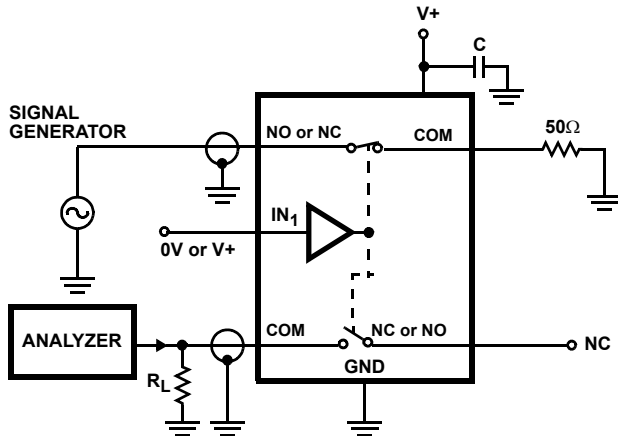 V+
C
SIGNAL
GENERATOR
NO or NC
COM
50Ω
IN1
0V or V+
ANALYZER
COM
NC or NO
NC
RL
GND